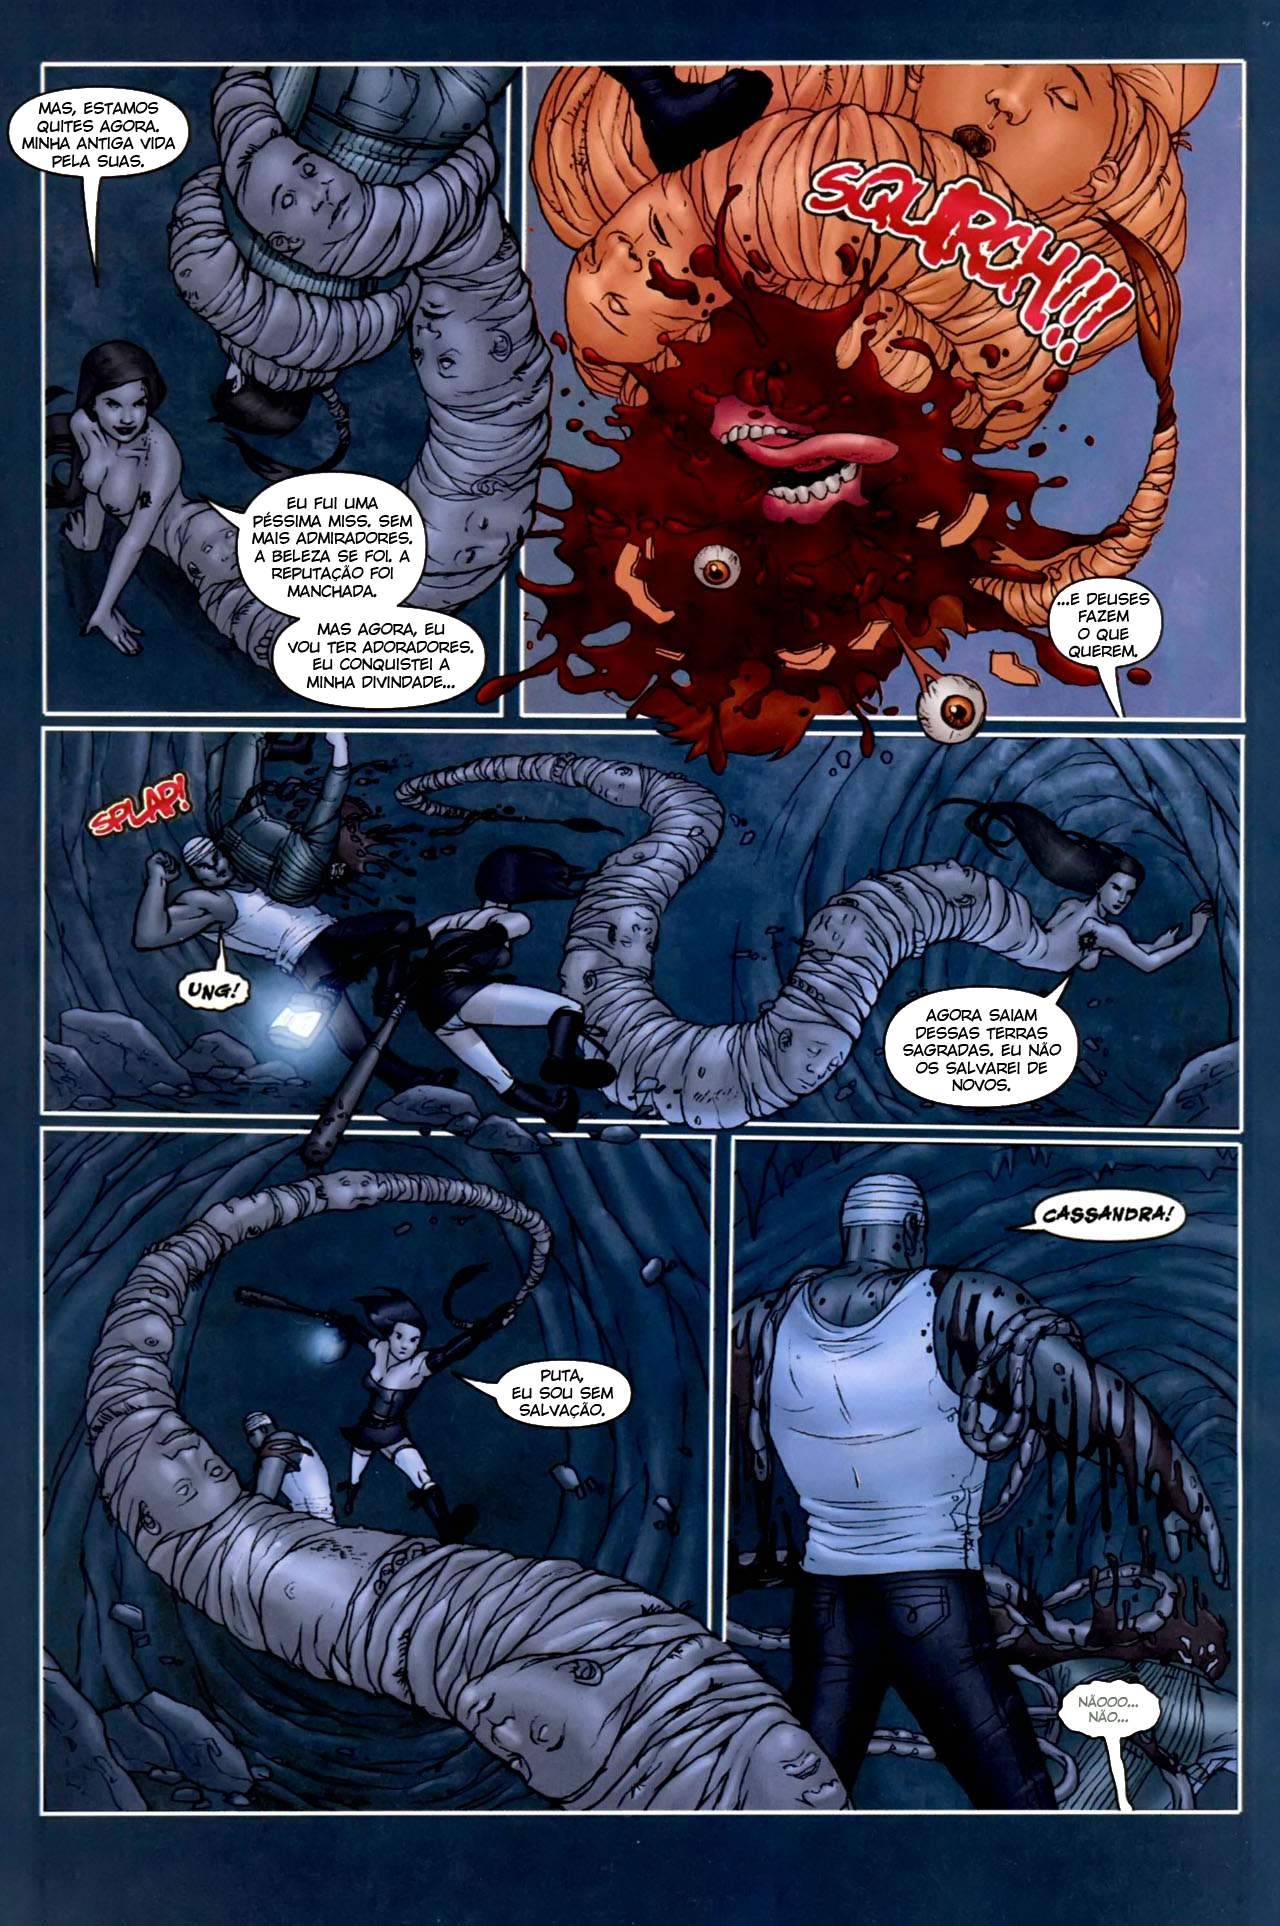 MAS, ESTAMOS
QUITES AGORA.
MINHA ANTIGA VIDA
PELA SUAS.
EU FUI UMA
PÉSSIMA MISS. SEM
MAIS ADMIRADORES.
A BELEZA SE FOI. A
REPUTAÇÃO FOI
MANCHADA.
MAS AGORA, EU
VOU TER ADORADORES.
EU CONQUISTEI A
MINHA DIVINDADE...
SQLIRCH!!!
...E DEUSES
FAZEM
O QUE
QUEREM.
SPLAP!
UNG!
AGORA SAIAM
DESSAS TERRAS
SAGRADAS. EU NÃO
OS SALVAREI DE
NOVOS.
PUTA,
EU SOU SEM
SALVAÇÃO.
CASSANDRA!
NÃOOO...
NÃO...